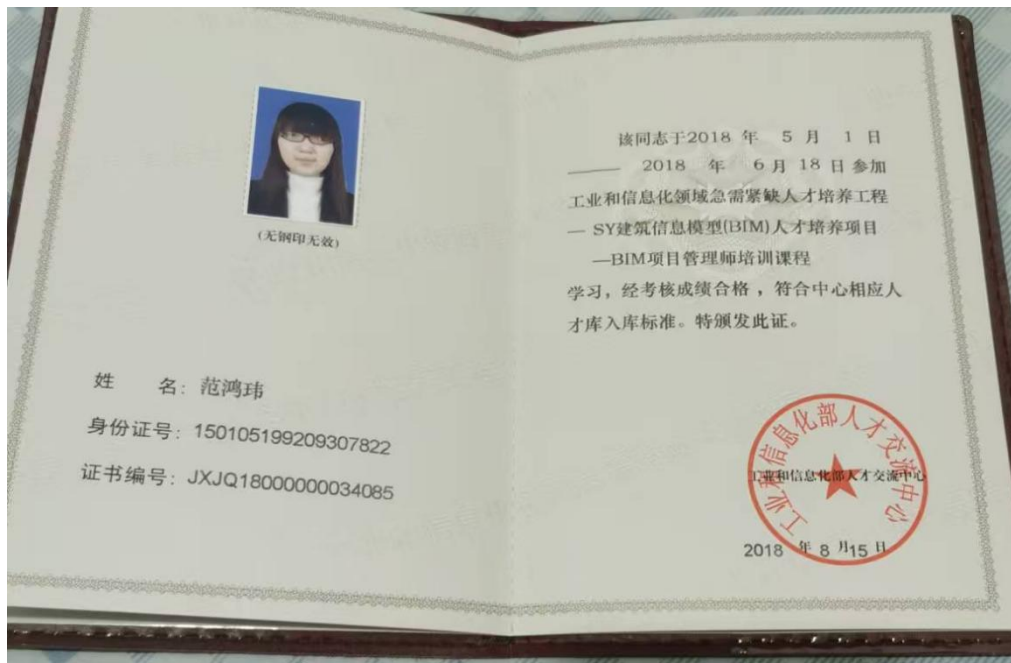 (无钢印无效)
姓 名：范鸿玮
身份证号：150105199209307822
证书编号：JXJQ18000000034085
该同志于2018 年 5 月 1 日
—— 2018 年 6 月 18 日 参加
工业和信息化领域急需紧缺人才培养工程
— SY建筑信息模型(BIM)人才培养项目
—BIM项目管理师培训课程
学习，经考核成绩合格，符合中心相应人
才库入库标准。特颁发此证。
工业和信息化部人才交流中心
工业和信息化部人才交流中心
2018 年 8 月15 日